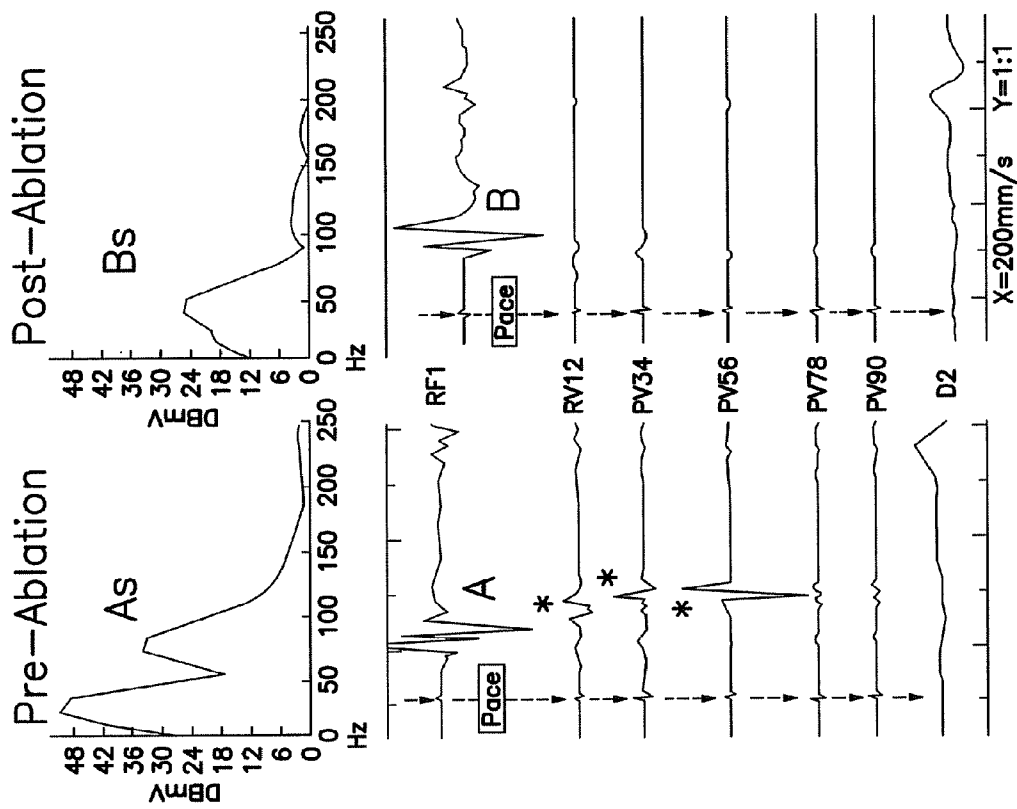 Pre-Ablation
As
DBmV
48
42
36
30
24
18
12
6
0
0 50 100 150 200 250
Hz
Post-Ablation
Bs
DBmV
48
42
36
30
24
18
12
6
0
0 50 100 150 200 250
Hz
RF1
A
B
Pace
Pace
RV12
*
*
PV34
*
PV56
PV78
PV90
D2
X=200mm/s Y=1:1